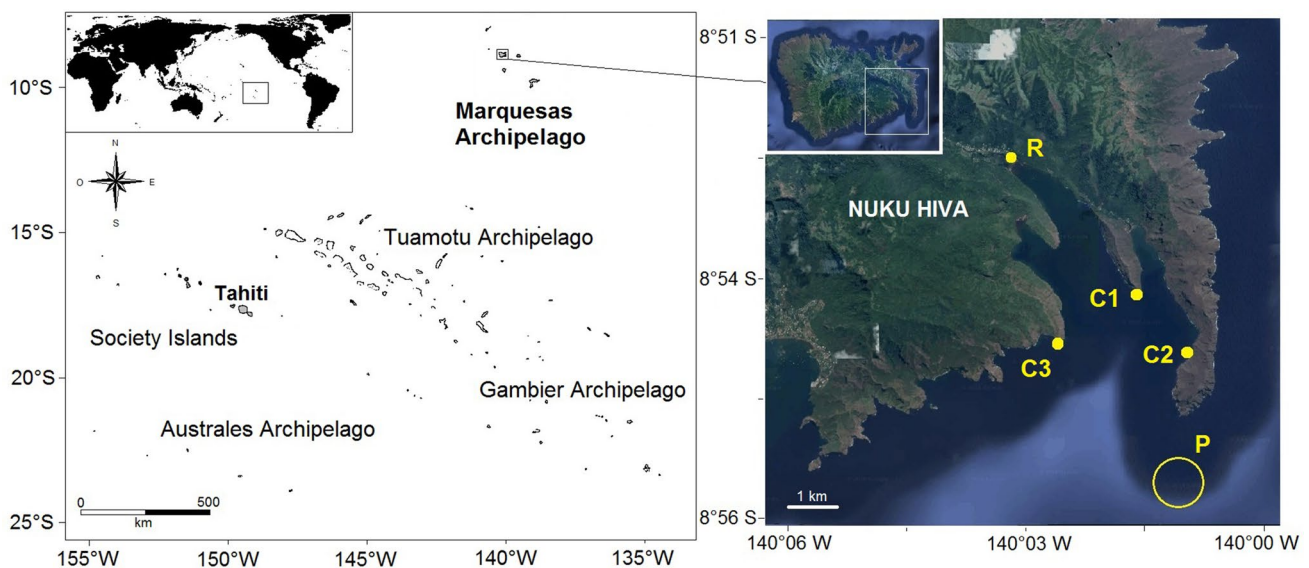 10°S
15°S
20°S
25°S
155°W
150°W
145°W
140°W
135°W
N
O
E
S
Marquesas
Archipelago
Tuamotu Archipelago
Tahiti
Society Islands
Gambier Archipelago
Australes Archipelago
0
500
km
8°51 S
8°54 S
8°56 S
R
NUKU HIVA
C1
C2
C3
P
1 km
140°06 W
140°03 W
140°00 W